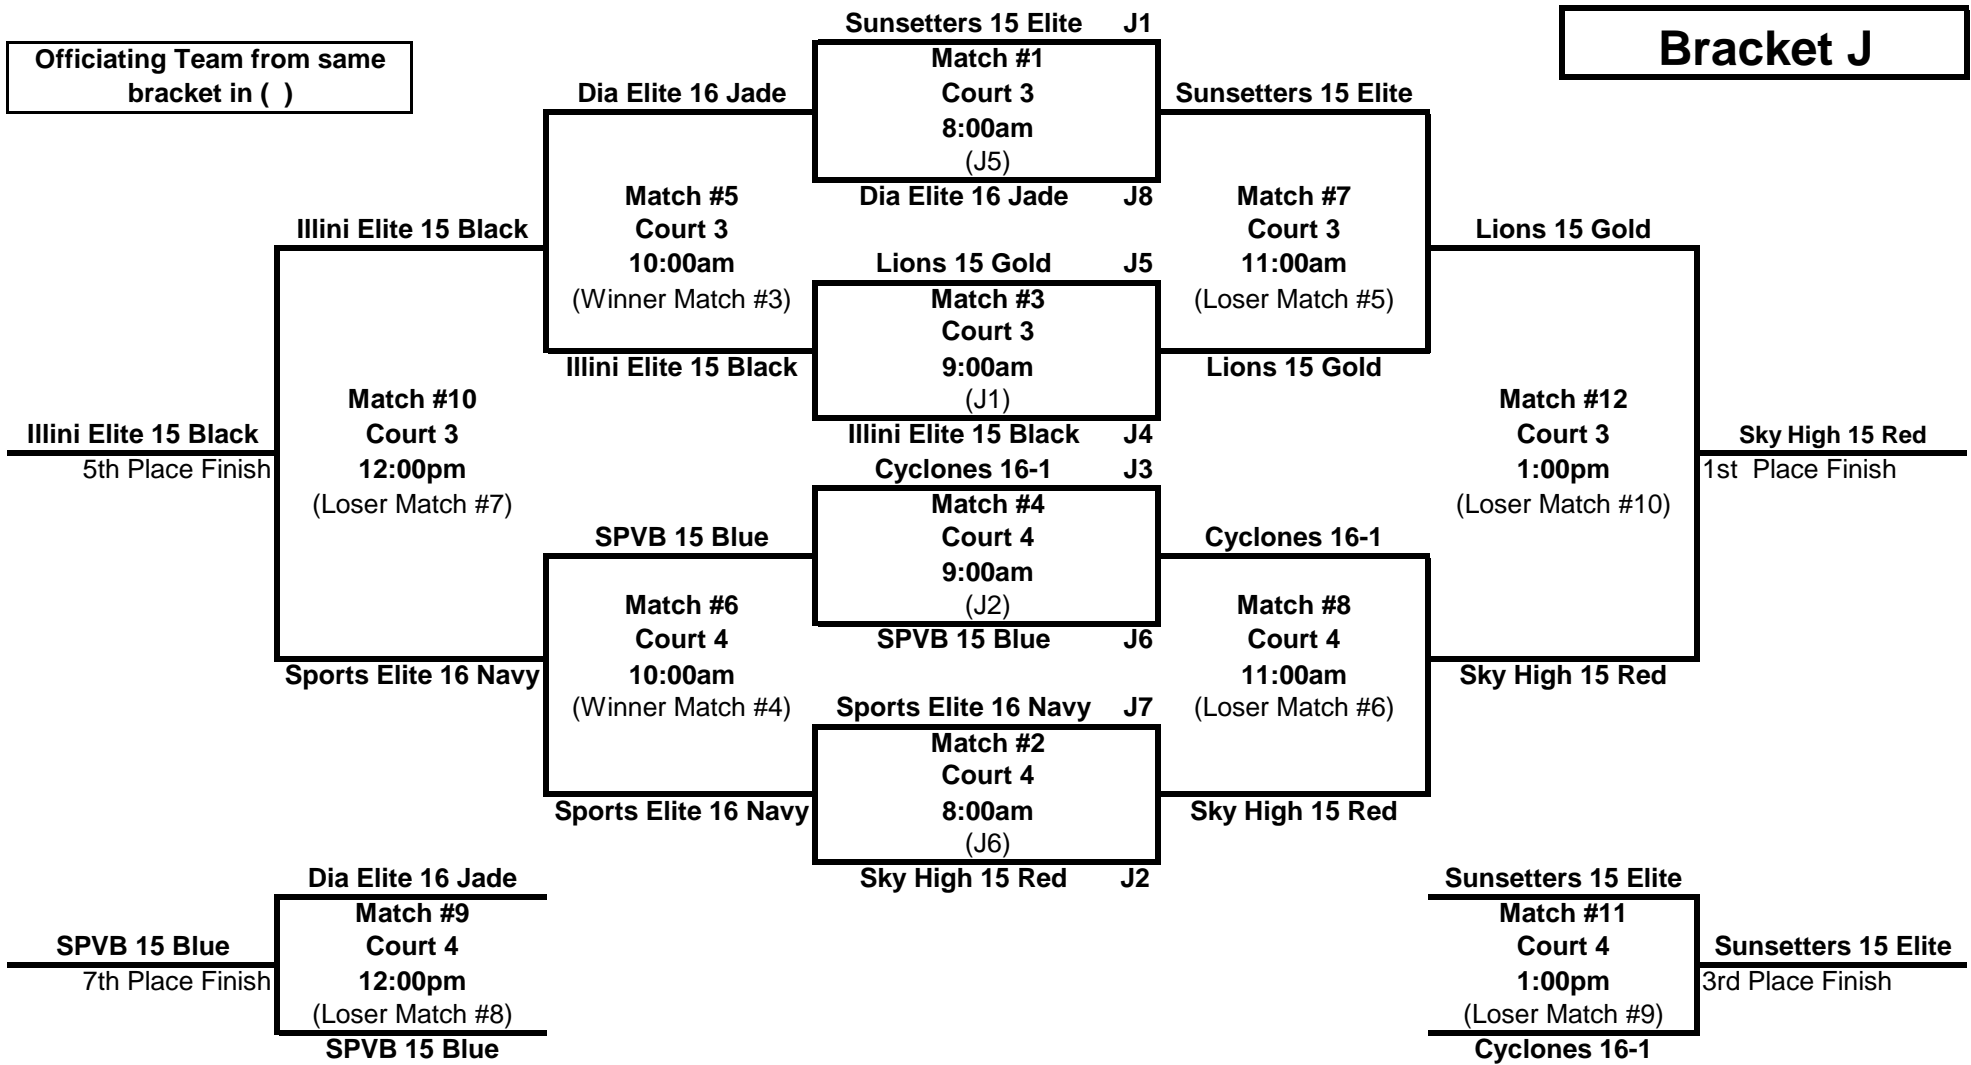 Sunsetters 15 Elite J1
Bracket J
Officiating Team from same
bracket in ( )
Match #1
Court 3
8:00am
(J5)
Dia Elite 16 Jade J8
Dia Elite 16 Jade
Sunsetters 15 Elite
Match #5
Court 3
10:00am
(Winner Match #3)
Match #7
Court 3
11:00am
(Loser Match #5)
Illini Elite 15 Black
Lions 15 Gold
Lions 15 Gold J5
Match #3
Court 3
9:00am
(J1)
Illini Elite 15 Black J4
Illini Elite 15 Black
Lions 15 Gold
Match #10
Court 3
12:00pm
(Loser Match #7)
Match #12
Court 3
1:00pm
(Loser Match #10)
Illini Elite 15 Black
5th Place Finish
Sky High 15 Red
1st Place Finish
Cyclones 16-1 J3
Match #4
Court 4
9:00am
(J2)
SPVB 15 Blue J6
SPVB 15 Blue
Cyclones 16-1
Match #6
Court 4
10:00am
(Winner Match #4)
Match #8
Court 4
11:00am
(Loser Match #6)
Sports Elite 16 Navy
Sky High 15 Red
Sports Elite 16 Navy J7
Match #2
Court 4
8:00am
(J6)
Sky High 15 Red J2
Sports Elite 16 Navy
Sky High 15 Red
Dia Elite 16 Jade
Match #9
Court 4
12:00pm
(Loser Match #8)
SPVB 15 Blue
SPVB 15 Blue
7th Place Finish
Sunsetters 15 Elite
Match #11
Court 4
1:00pm
(Loser Match #9)
Cyclones 16-1
Sunsetters 15 Elite
3rd Place Finish